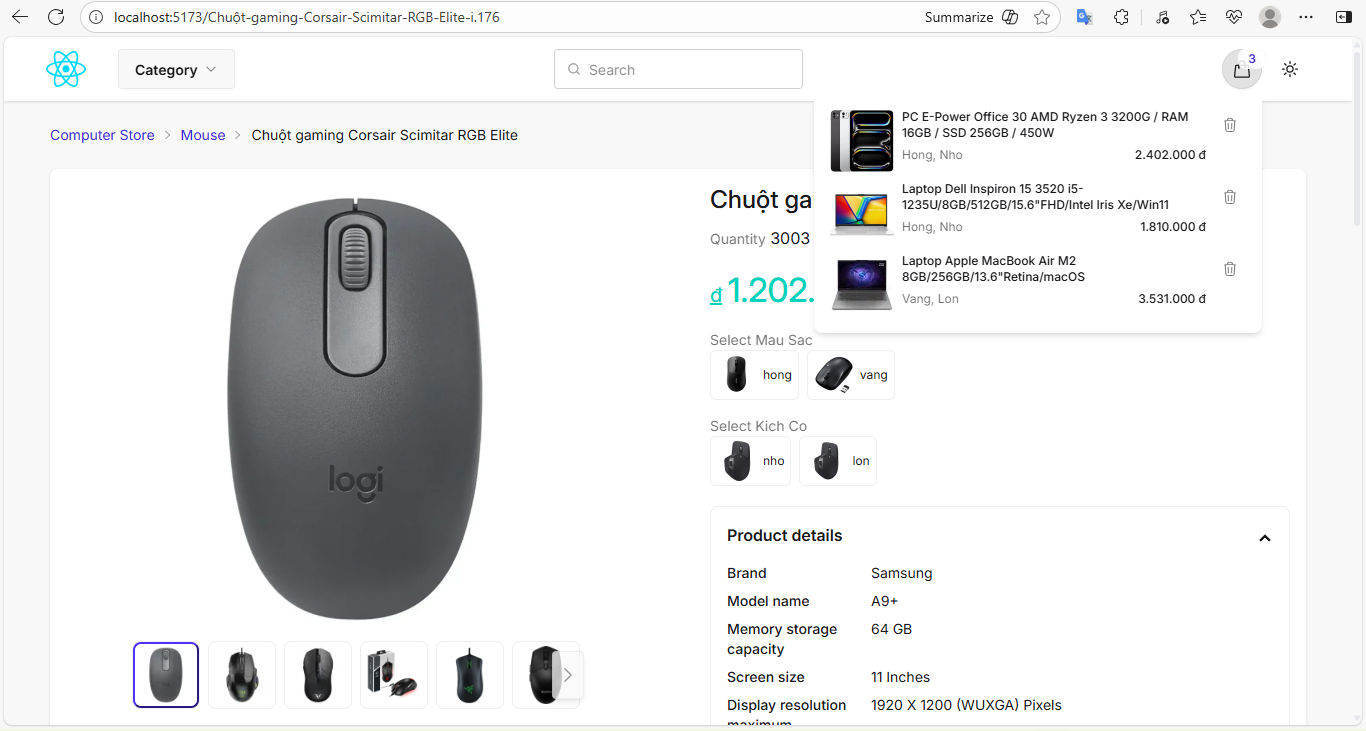 localhost:5173/Chuột-gaming-Corsair-Scimitar-RGB-Elite-i.176
Summarize
Category
Search
3
Computer Store > Mouse > Chuột gaming Corsair Scimitar RGB Elite
PC E-Power Office 30 AMD Ryzen 3 3200G / RAM
16GB / SSD 256GB / 450W
Hong, Nho 2.402.000 đ
Laptop Dell Inspiron 15 3520 i5-
1235U/8GB/512GB/15.6"FHD/Intel Iris Xe/Win11
Hong, Nho 1.810.000 đ
Laptop Apple MacBook Air M2
8GB/256GB/13.6"Retina/macOS
Vang, Lon 3.531.000 đ
logi
Chuột ga
Quantity 3003
₫ 1.202.
Select Mau Sac
hong
vang
Select Kich Co
nho
lon
Product details
Brand Samsung
Model name A9+
Memory storage
capacity 64 GB
Screen size 11 Inches
Display resolution 1920 X 1200 (WUXGA) Pixels
maximum